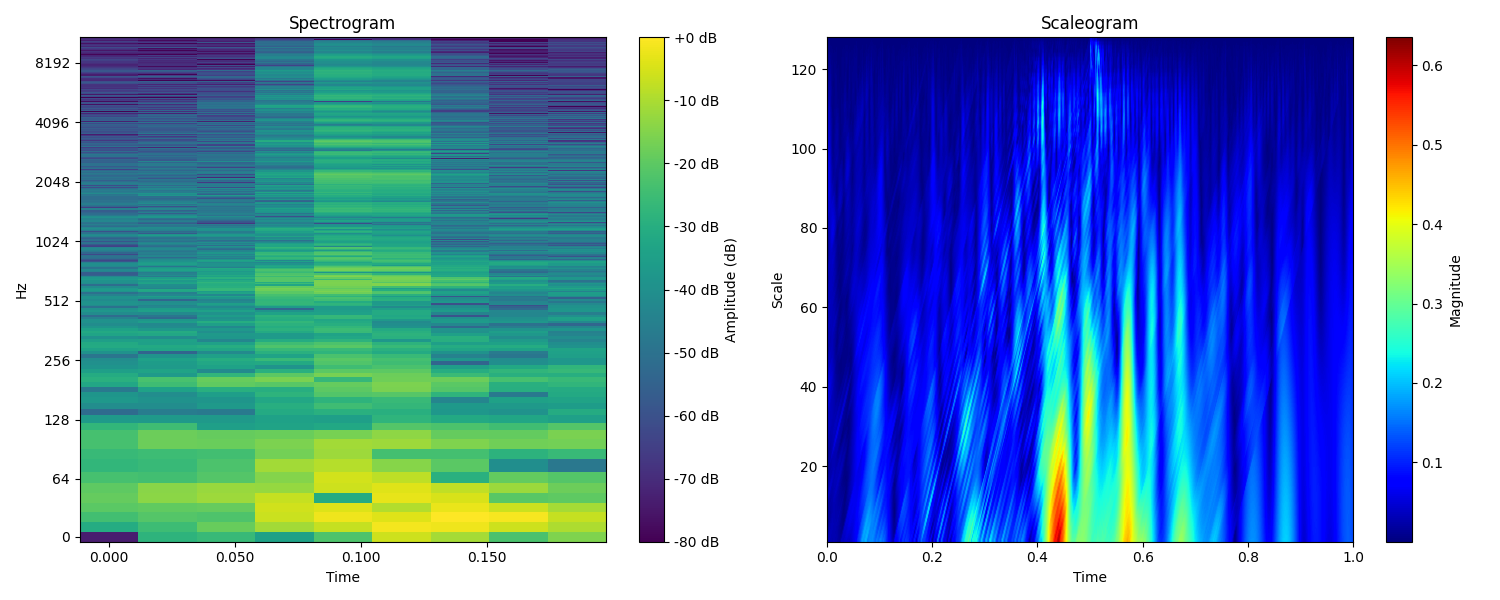 Spectrogram
Hz
8192
4096
2048
1024
512
256
128
64
0
0.000 0.050 0.100 0.150
Time
+0 dB
-10 dB
-20 dB
-30 dB
-40 dB
-50 dB
-60 dB
-70 dB
-80 dB
Amplitude (dB)
Scaleogram
Scale
120
100
80
60
40
20
0.0 0.2 0.4 0.6 0.8 1.0
Time
0.6
0.5
0.4
0.3
0.2
0.1
Magnitude